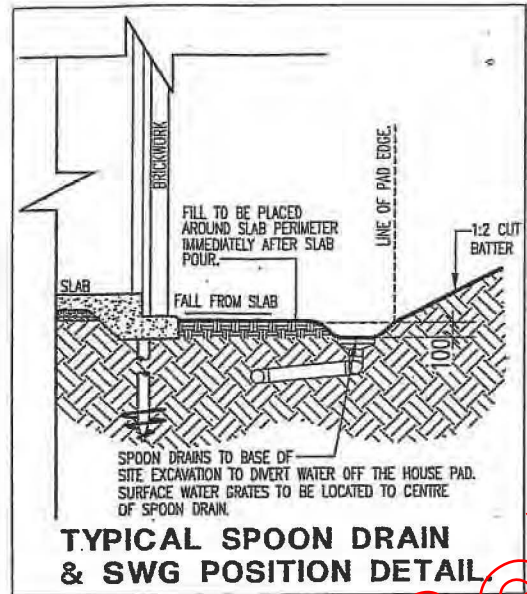 BRICKWORK
LINE OF PAD EDGE.
FILL TO BE PLACED
AROUND SLAB PERIMETER
IMMEDIATELY AFTER SLAB
POUR.
1:2 CUT
BATTER
SLAB
FALL FROM SLAB
100
SPOON DRAINS TO BASE OF
SITE EXCAVATION TO DIVERT WATER OFF THE HOUSE PAD.
SURFACE WATER GRATES TO BE LOCATED TO CENTRE
OF SPOON DRAIN.
TYPICAL SPOON DRAIN
& SWG POSITION DETAIL.